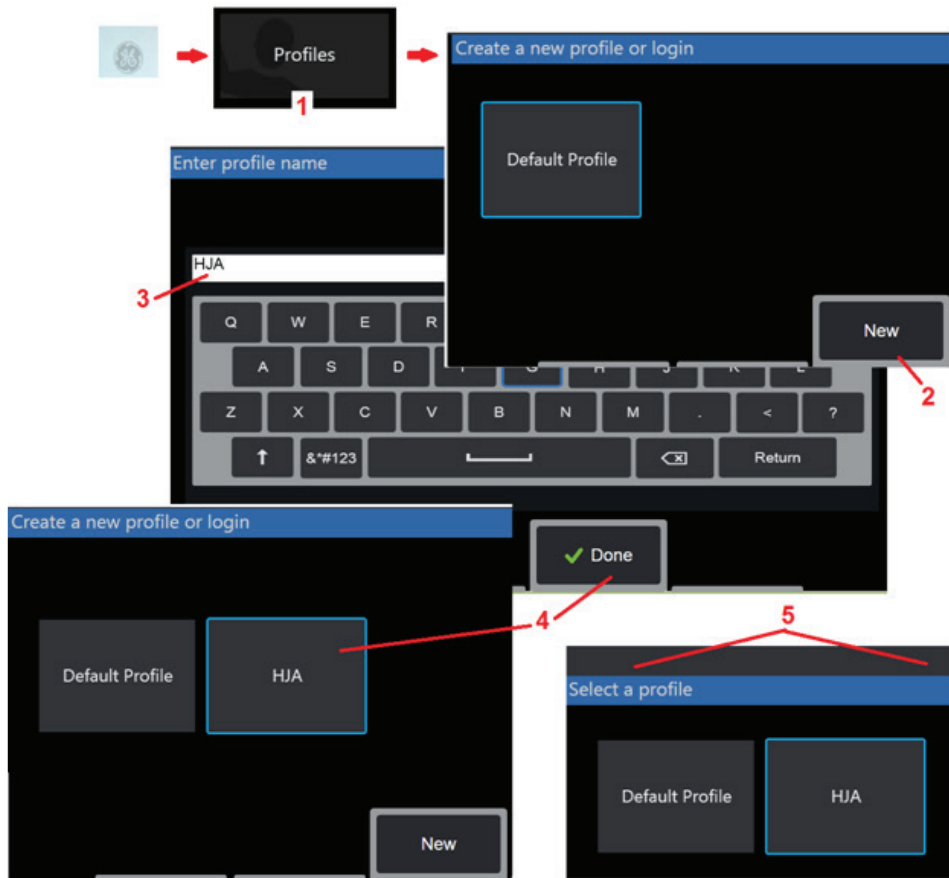 Profiles
1
Create a new profile or login
Default Profile
New
2
Enter profile name
HJA
3
Q W E R
A S D G H J K L
Z X C V B N M . < ?
↑ &*#123 Return
Done
4
Create a new profile or login
Default Profile HJA
New
5
Select a profile
Default Profile HJA